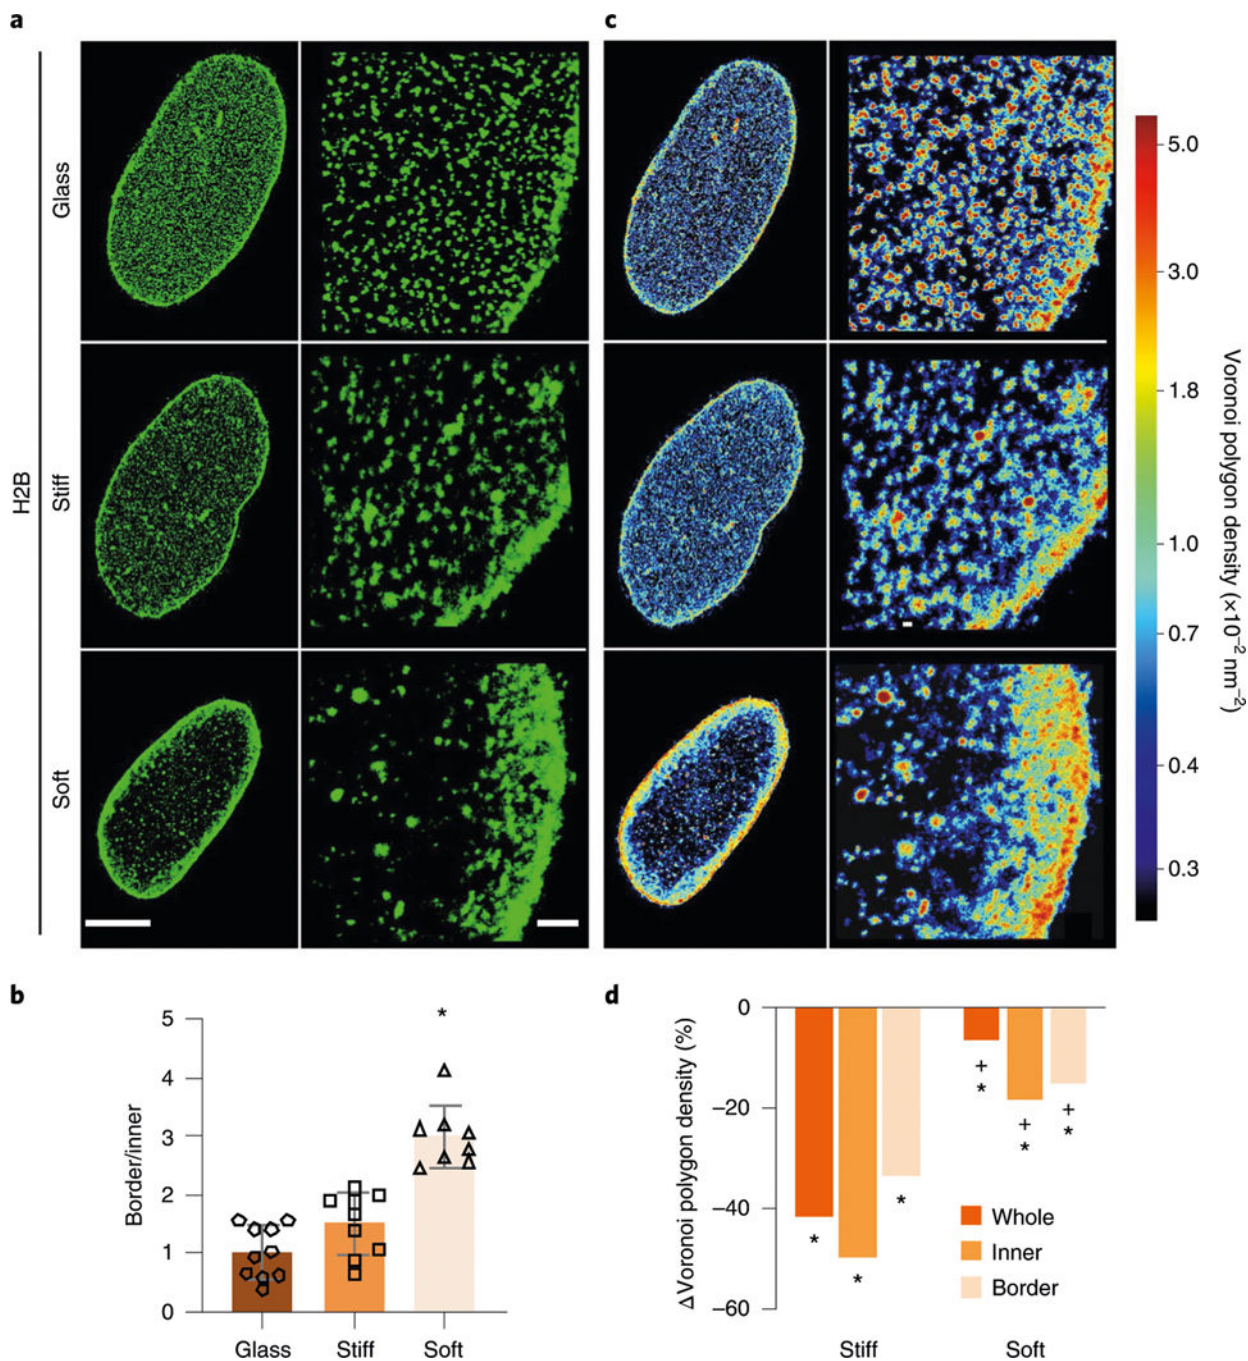 a
c
H2B
Glass
Stiff
Soft
5.0
3.0
1.8
1.0
0.7
0.4
0.3
Voronoi polygon density (×10⁻² nm⁻²)
b
Border/inner
5
4
3
2
1
0
*
Glass
Stiff
Soft
d
ΔVoronoi polygon density (%)
0
−20
−40
−60
*
*
*
+
*
+
*
+
*
Whole
Inner
Border
Stiff
Soft